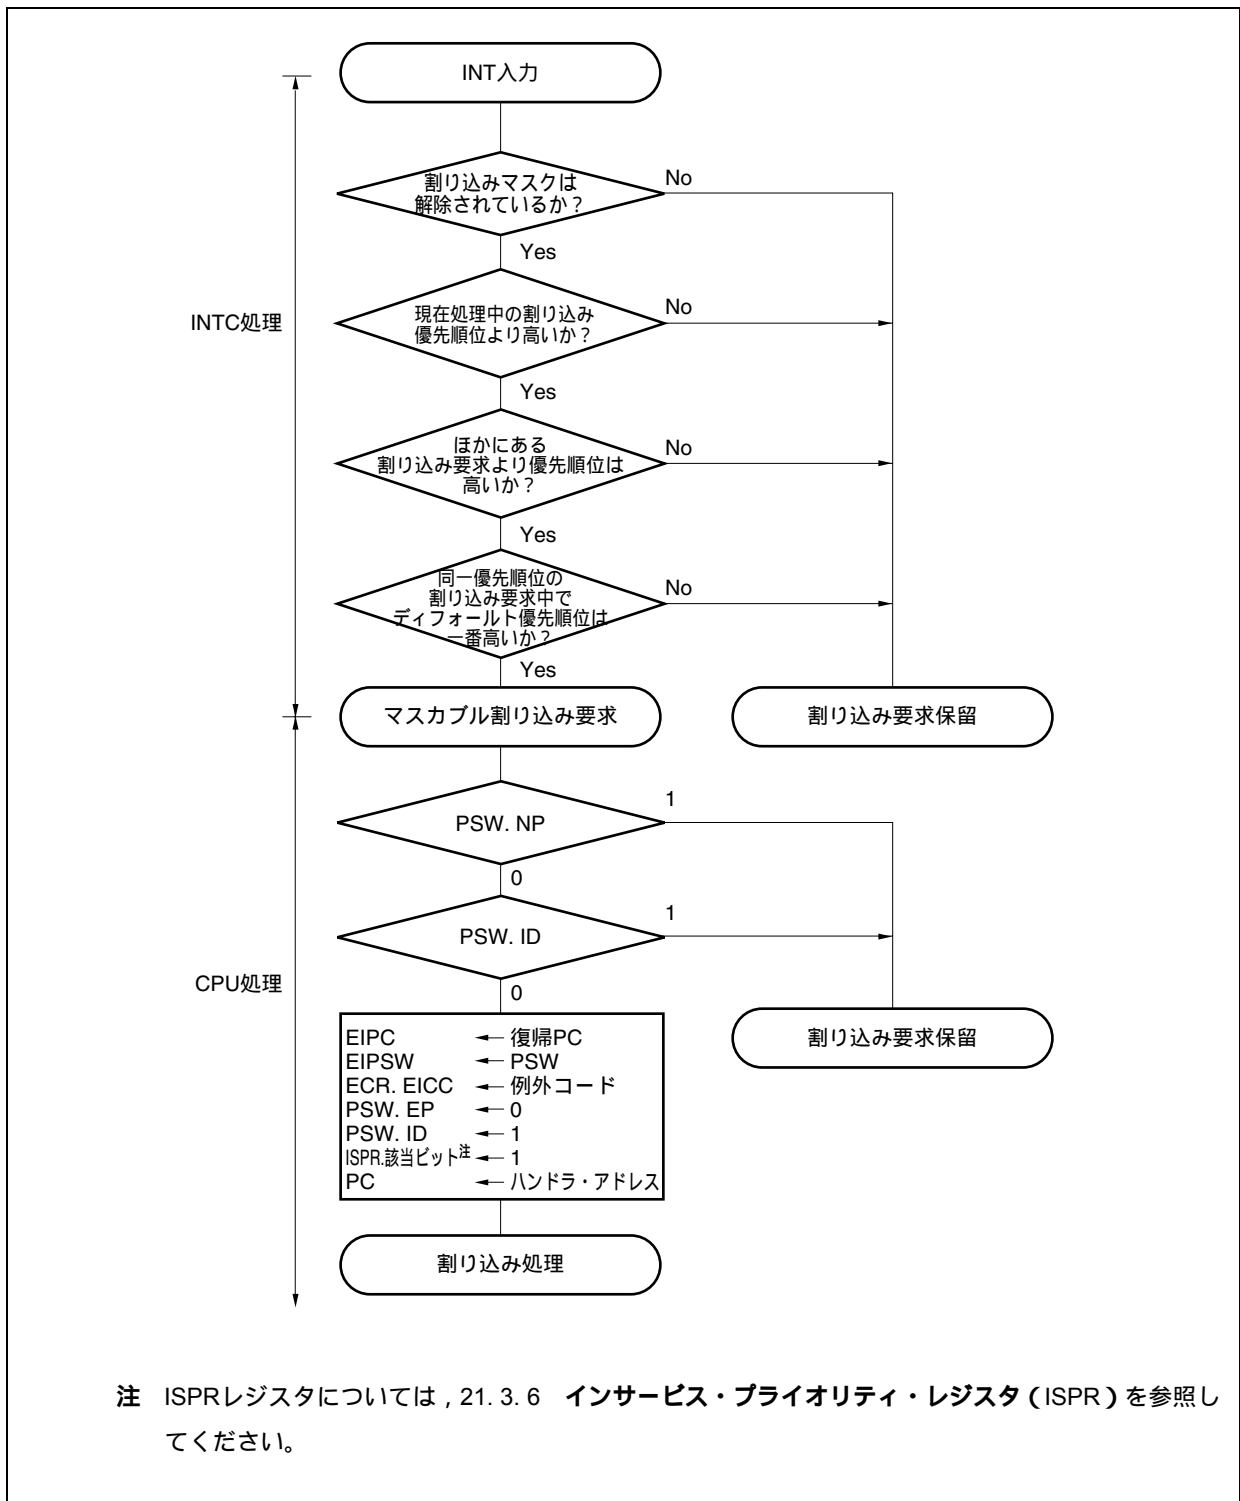 INT入力
割り込みマスクは
解除されているか？
No
Yes
INTC処理
現在処理中の割り込み
優先順位より高いか？
No
Yes
ほかにある
割り込み要求より優先順位は
高いか？
No
Yes
同一優先順位の
割り込み要求中で
ディフォールト優先順位は
一番高いか？
No
Yes
マスカブル割り込み要求
割り込み要求保留
PSW. NP
1
0
PSW. ID
1
0
CPU処理
EIPC ← 復帰PC
EIPSW ← PSW
ECR. EICC ← 例外コード
PSW. EP ← 0
PSW. ID ← 1
ISPR.該当ビット注 ← 1
PC ← ハンドラ・アドレス
割り込み要求保留
割り込み処理
注 ISPRレジスタについては，21. 3. 6 インサービス・プライオリティ・レジスタ（ISPR）を参照し
てください。